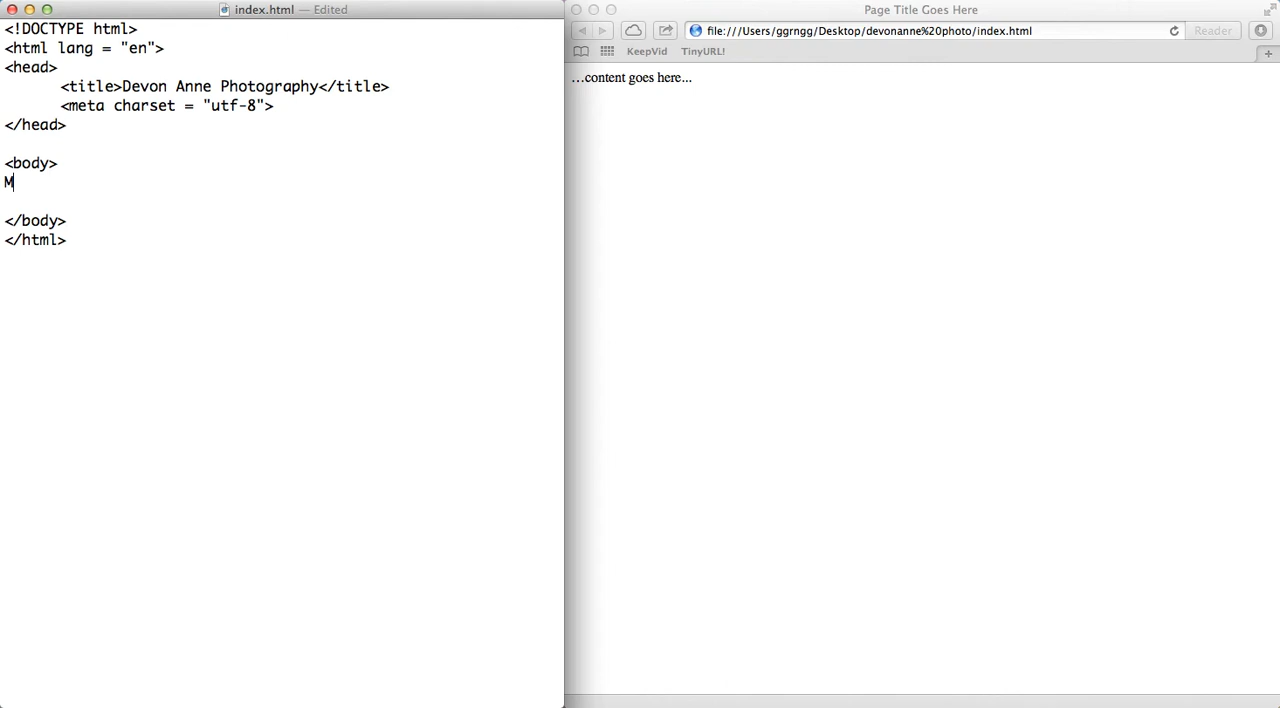 index.html — Edited
<!DOCTYPE html>
<html lang = "en">
<head>
<title>Devon Anne Photography</title>
<meta charset = "utf-8">
</head>
<body>
M
</body>
</html>
Page Title Goes Here
file:///Users/ggrngg/Desktop/devonanne%20photo/index.html
Reader
KeepVid TinyURL!
...content goes here...